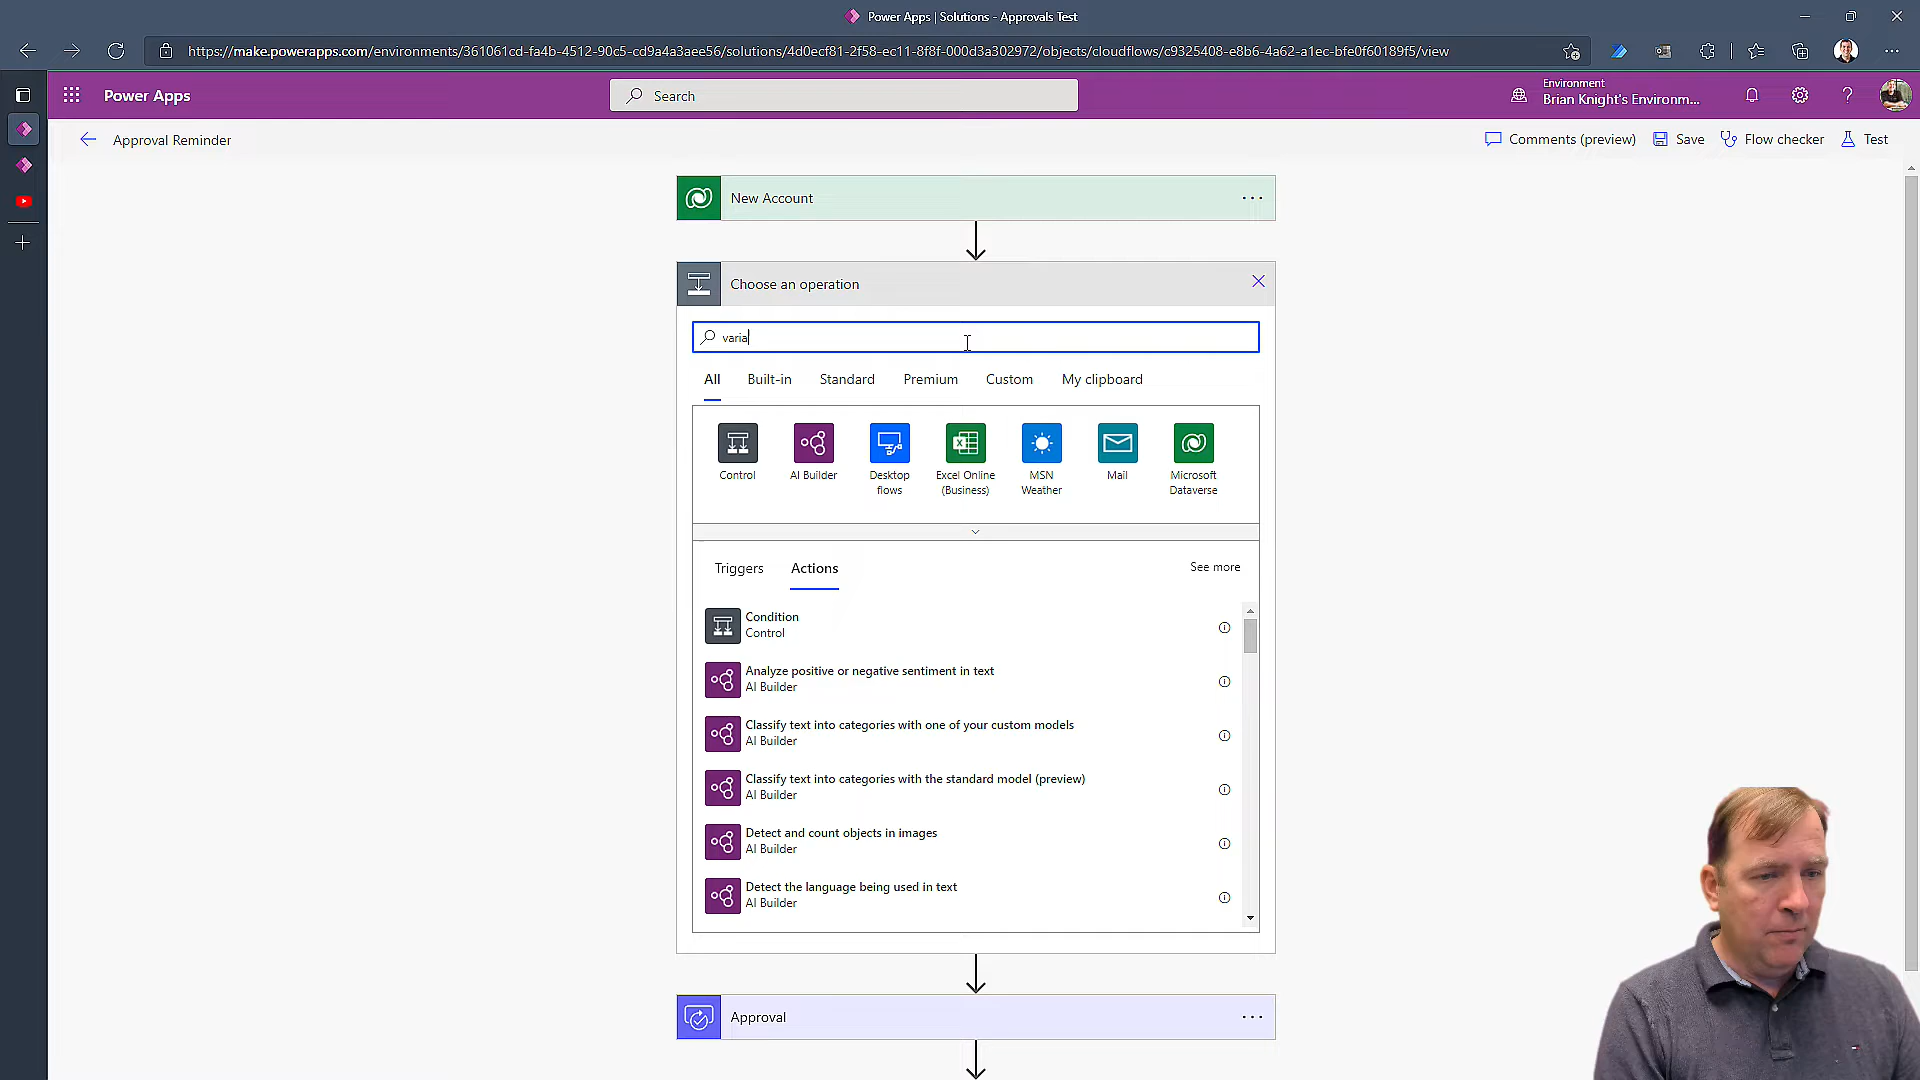 Power Apps | Solutions - Approvals Test
https://make.powerapps.com/environments/361061cd-fa4b-4512-90c5-cd9a4a3aee56/solutions/4d0ecf81-2f58-ec11-8f8f-000d3a302972/objects/cloudflows/c9325408-e8b6-4a62-a1ec-bfe0f60189f5/view
Power Apps
Search
Environment
Brian Knight's Environm...
Approval Reminder
Comments (preview)
Save
Flow checker
Test
New Account
Choose an operation
varia
All
Built-in
Standard
Premium
Custom
My clipboard
Control
AI Builder
Desktop
flows
Excel Online
(Business)
MSN
Weather
Mail
Microsoft
Dataverse
Triggers
Actions
See more
Condition
Control
Analyze positive or negative sentiment in text
AI Builder
Classify text into categories with one of your custom models
AI Builder
Classify text into categories with the standard model (preview)
AI Builder
Detect and count objects in images
AI Builder
Detect the language being used in text
AI Builder
Approval